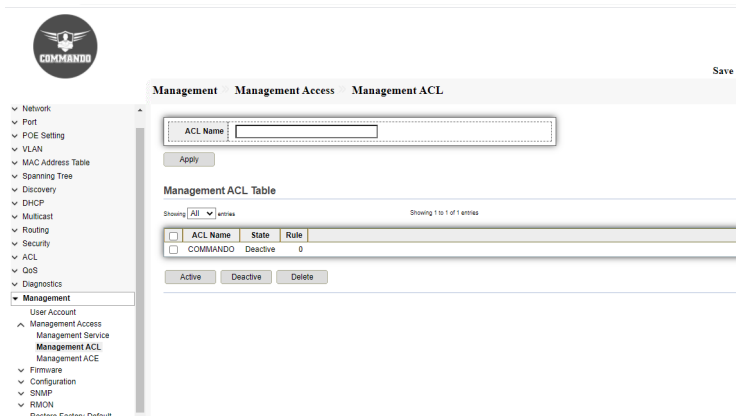 COMMANDO
Save
Management Management Access Management ACL
Network
Port
POE Setting
VLAN
MAC Address Table
Spanning Tree
Discovery
DHCP
Multicast
Routing
Security
ACL
QoS
Diagnostics
Management
User Account
Management Access
Management Service
Management ACL
Management ACE
Firmware
Configuration
SNMP
RMON
Restore Factory Default
ACL Name
Apply
Management ACL Table
Showing All entries Showing 1 to 1 of 1 entries
ACL Name State Rule
COMMANDO Deactive 0
Active Deactive Delete